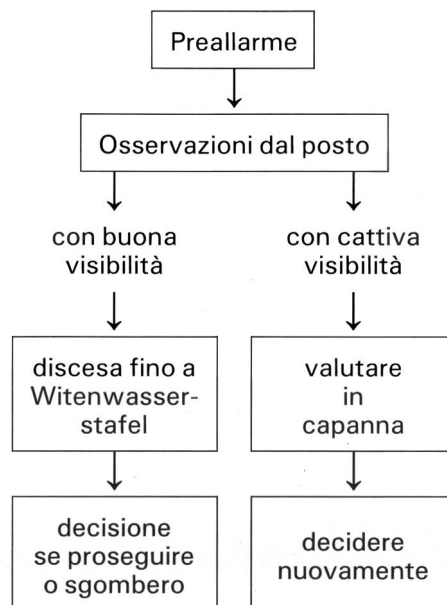 Preallarme
Osservazioni dal posto
con buona
visibilità
con cattiva
visibilità
discesa fino a
Witenwasser-
stafel
valutare
in
capanna
decisione
se proseguire
o sgombero
decidere
nuovamente